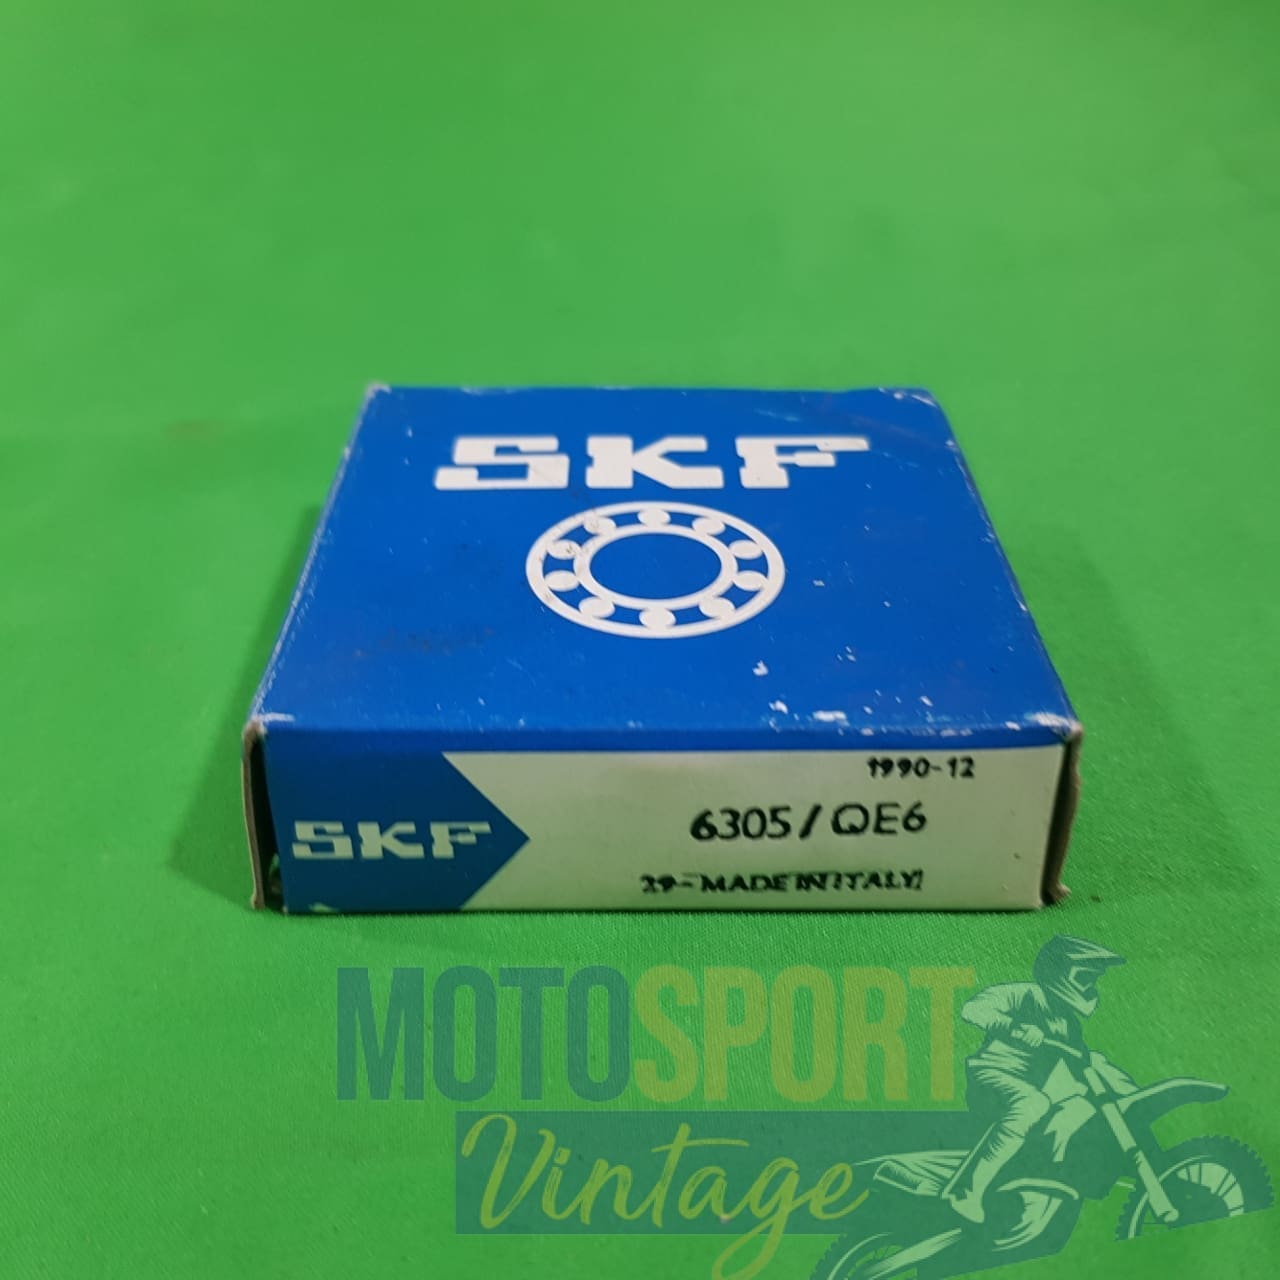 SKF
1990-12
6305/QE6
SKF
29-MADE IN ITALY
MOTOSPORT
Vintage